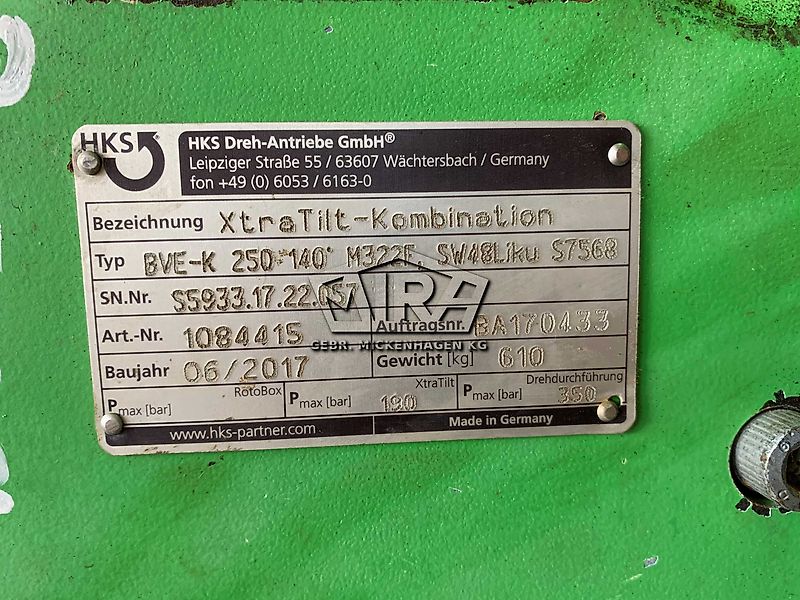 HKS
HKS Dreh-Antriebe GmbH®
Leipziger Straße 55 / 63607 Wächtersbach / Germany
fon +49 (0) 6053 / 6163-0
Bezeichnung XtraTilt-Kombination
Typ BVE-K 250-140° M322F, SW48Liku S7568
SN.Nr. S5933.17.22.057
MTRA
Art.-Nr. 1084415 Auftragsnr. BA170433
GEBR. MICKENHAGEN KG
Baujahr 06/2017 Gewicht [kg] 610
RotoBox XtraTilt Drehdurchführung
Pmax [bar] Pmax [bar] 190 Pmax [bar] 350
www.hks-partner.com Made in Germany